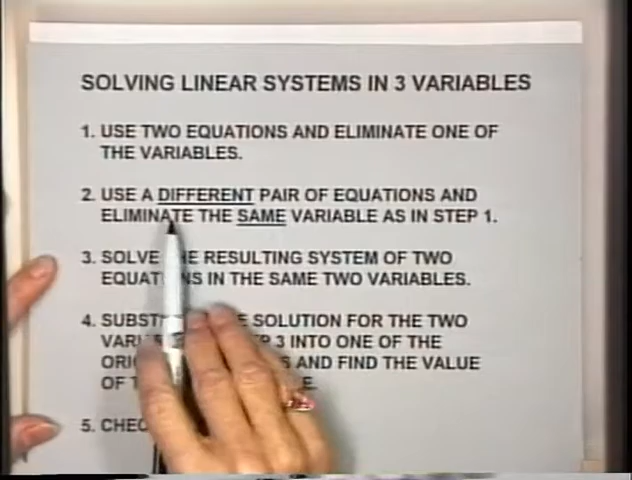 SOLVING LINEAR SYSTEMS IN 3 VARIABLES
1. USE TWO EQUATIONS AND ELIMINATE ONE OF
THE VARIABLES.
2. USE A DIFFERENT PAIR OF EQUATIONS AND
ELIMINATE THE SAME VARIABLE AS IN STEP 1.
3. SOLVE THE RESULTING SYSTEM OF TWO
IN THE SAME TWO VARIABLES.
4. SOLUTION FOR THE TWO
3 INTO ONE OF THE
AND FIND THE VALUE
OF
5.